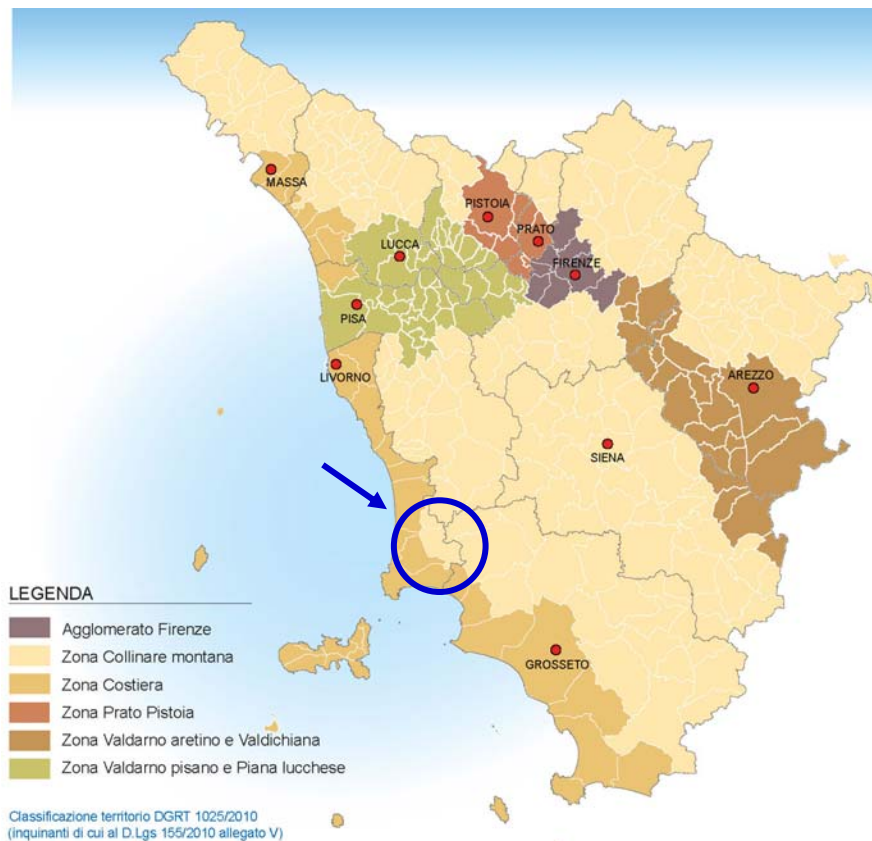 MASSA
PISTOIA
PRATO
LUCCA
FIRENZE
PISA
LIVORNO
AREZZO
SIENA
GROSSETO
LEGENDA
Agglomerato Firenze
Zona Collinare montana
Zona Costiera
Zona Prato Pistoia
Zona Valdarno aretino e Valdichiana
Zona Valdarno pisano e Piana lucchese
Classificazione territorio DGRT 1025/2010
(inquinanti di cui al D.Lgs 155/2010 allegato V)